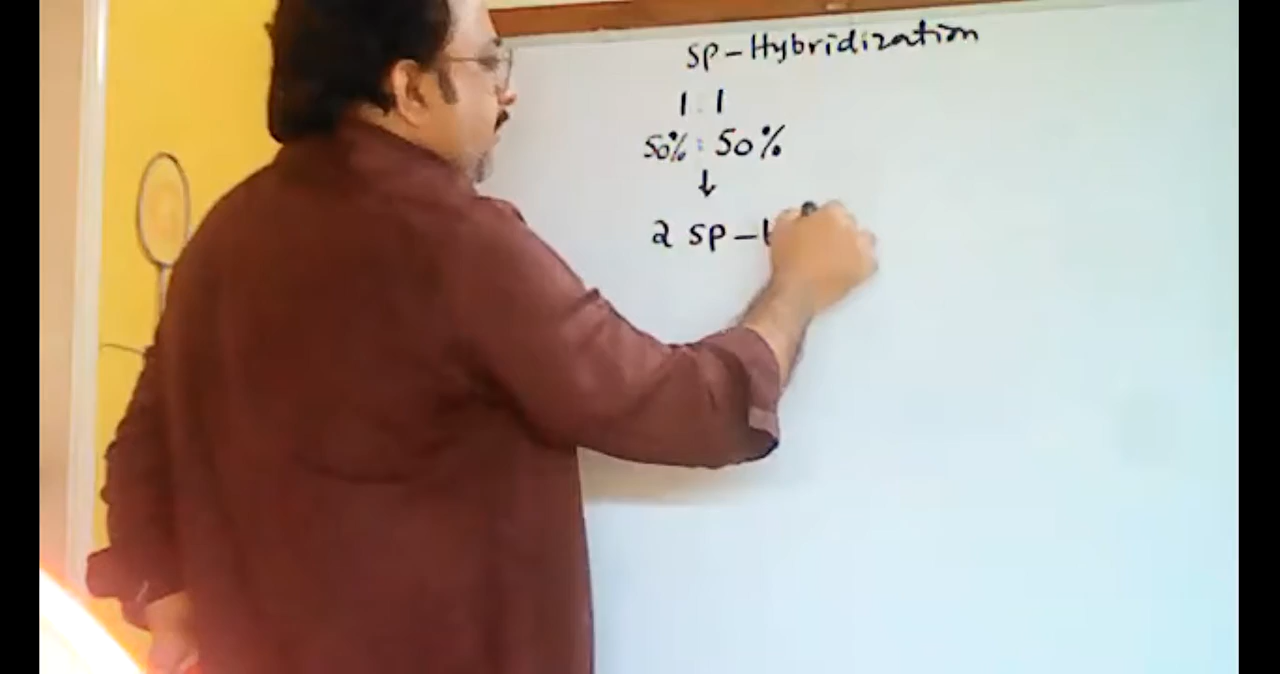 sp-Hybridization
1 : 1
50% : 50%
↓
2 sp-